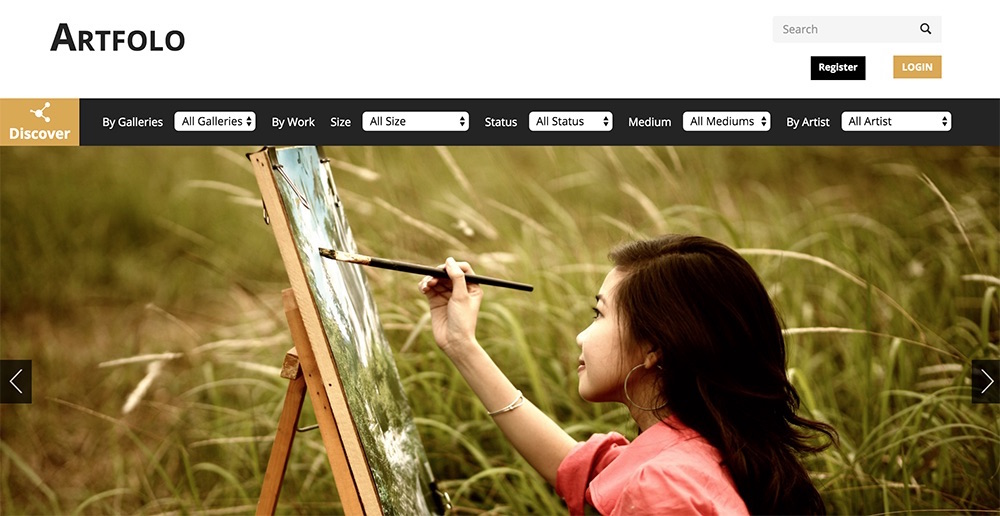 ARTFOLO
Search
Register
LOGIN
Discover
By Galleries All Galleries By Work Size All Size Status All Status Medium All Mediums By Artist All Artist